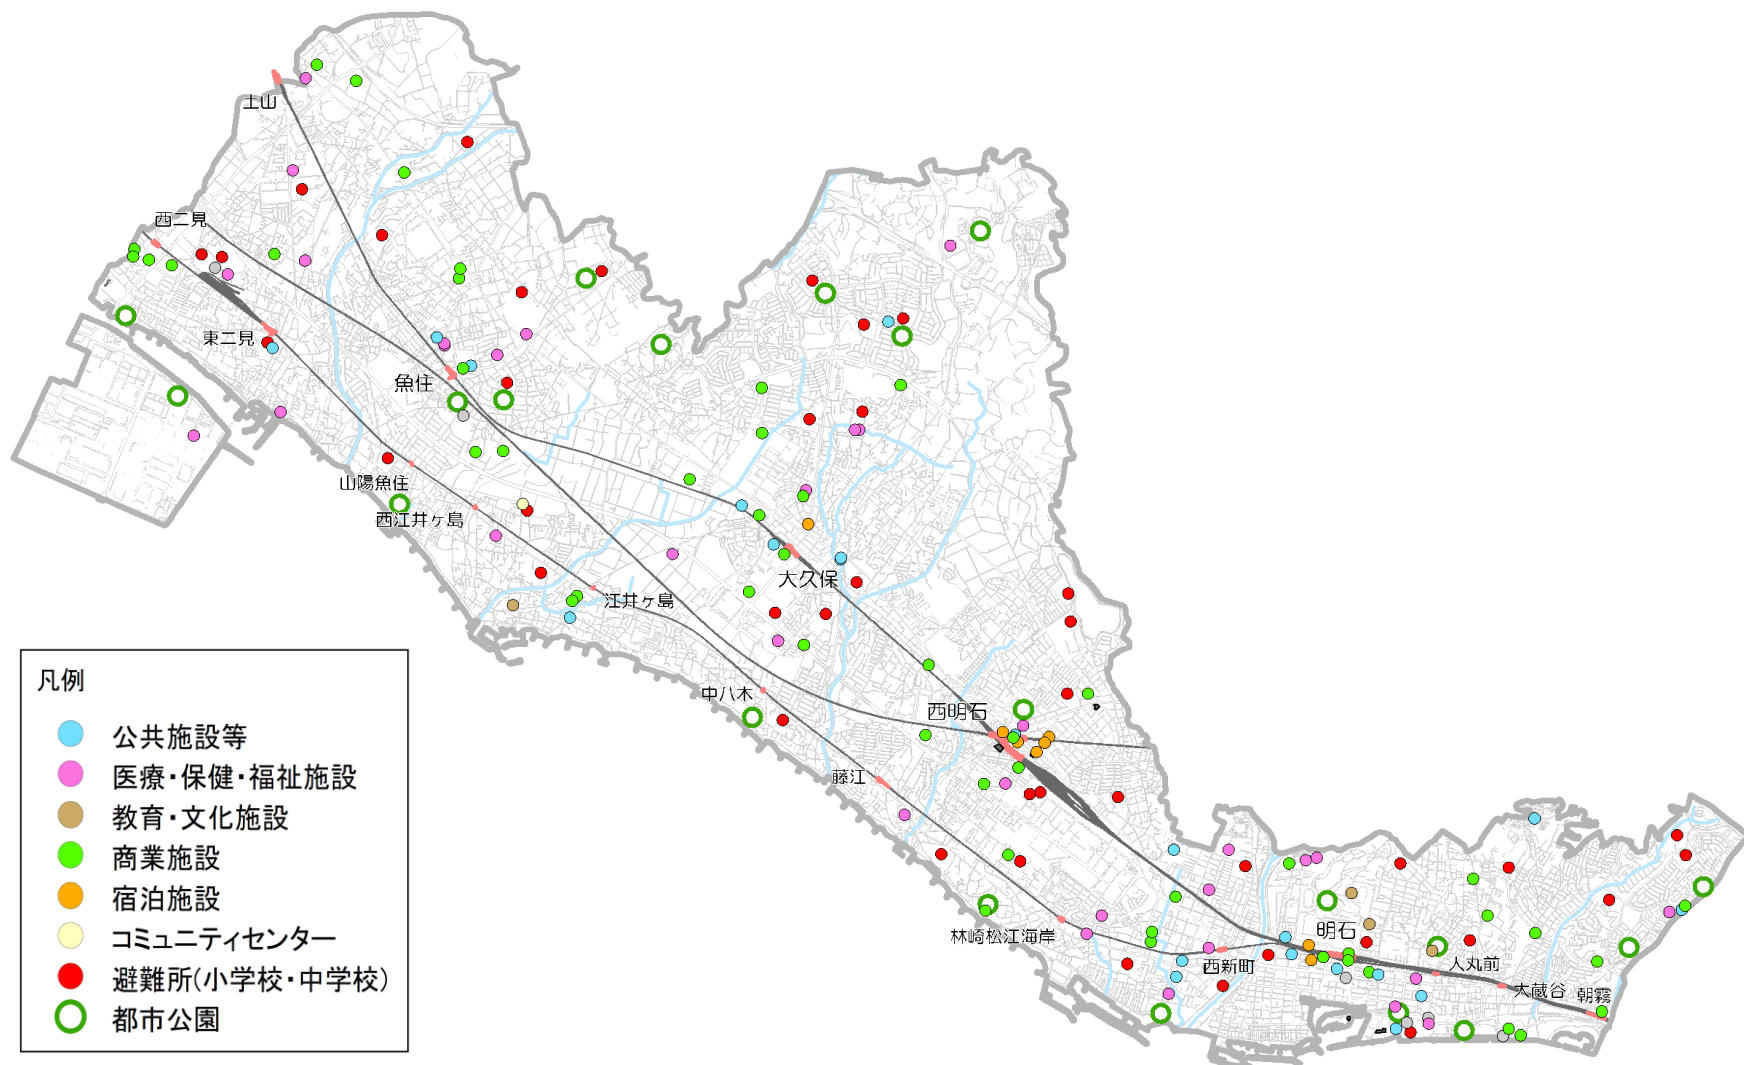 土山
西二見
東二見
魚住
山陽魚住
西江井ヶ島
大久保
江井ヶ島
中八木
西明石
藤江
林崎松江海岸
西新町
明石
人丸前
大蔵谷
朝霧
凡例
公共施設等
医療・保健・福祉施設
教育・文化施設
商業施設
宿泊施設
コミュニティセンター
避難所(小学校・中学校)
都市公園